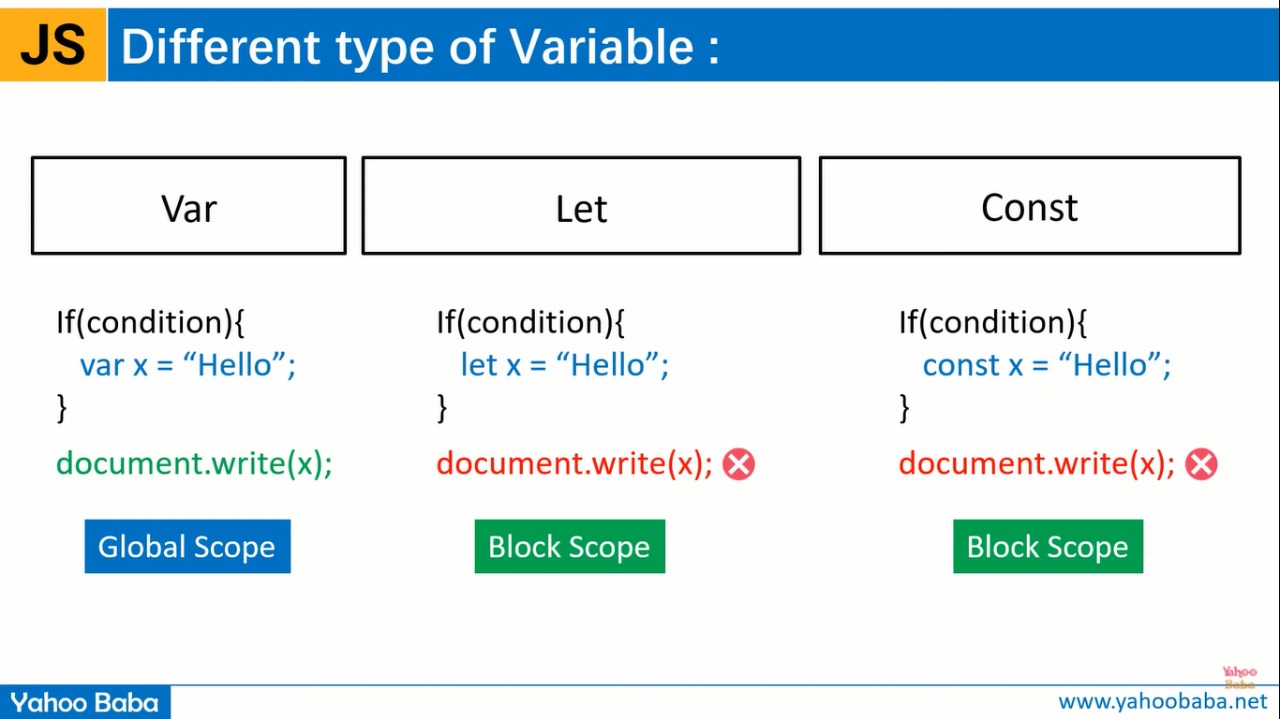 JS Different type of Variable :
Var
If(condition){
var x = “Hello”;
}
document.write(x);
Global Scope
Let
If(condition){
let x = “Hello”;
}
document.write(x);
Block Scope
Const
If(condition){
const x = “Hello”;
}
document.write(x);
Block Scope
Yahoo
Baba
Yahoo Baba
www.yahoobaba.net